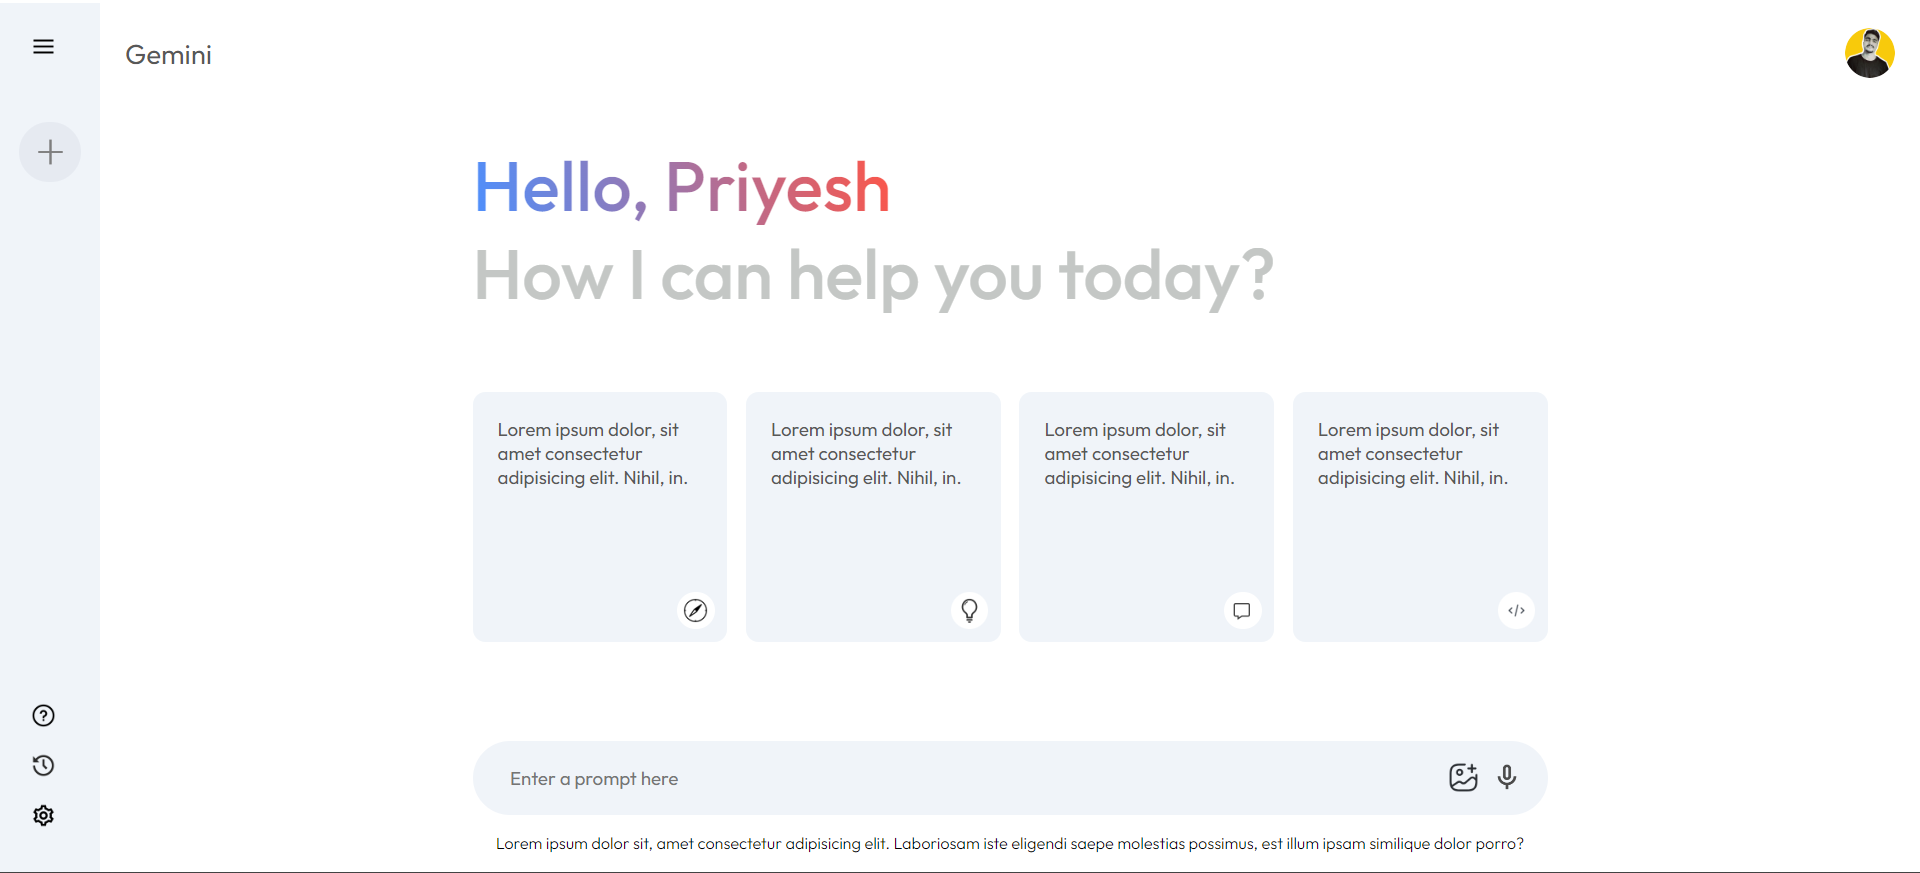 Gemini
Hello, Priyesh
How I can help you today?
Lorem ipsum dolor, sit
amet consectetur
adipisicing elit. Nihil, in.
Lorem ipsum dolor, sit
amet consectetur
adipisicing elit. Nihil, in.
Lorem ipsum dolor, sit
amet consectetur
adipisicing elit. Nihil, in.
Lorem ipsum dolor, sit
amet consectetur
adipisicing elit. Nihil, in.
Enter a prompt here
Lorem ipsum dolor sit, amet consectetur adipisicing elit. Laboriosam iste eligendi saepe molestias possimus, est illum ipsam similique dolor porro?